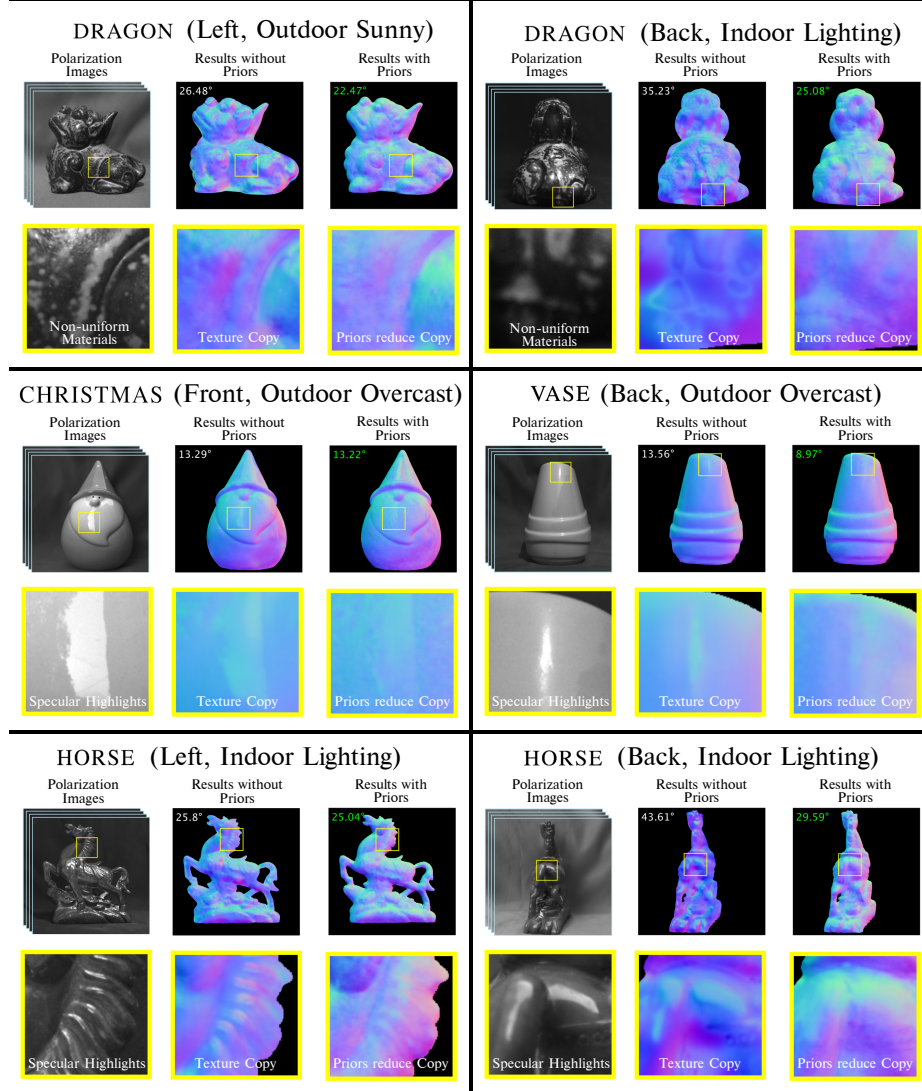 DRAGON (Left, Outdoor Sunny)
Polarization
Images
Results without
Priors
Results with
Priors
26.48°
22.47°
Non-uniform
Materials
Texture Copy
Priors reduce Copy
DRAGON (Back, Indoor Lighting)
Polarization
Images
Results without
Priors
Results with
Priors
35.23°
25.08°
Non-uniform
Materials
Texture Copy
Priors reduce Copy
CHRISTMAS (Front, Outdoor Overcast)
Polarization
Images
Results without
Priors
Results with
Priors
13.29°
13.22°
Specular Highlights
Texture Copy
Priors reduce Copy
VASE (Back, Outdoor Overcast)
Polarization
Images
Results without
Priors
Results with
Priors
13.56°
8.97°
Specular Highlights
Texture Copy
Priors reduce Copy
HORSE (Left, Indoor Lighting)
Polarization
Images
Results without
Priors
Results with
Priors
25.8°
25.04°
Specular Highlights
Texture Copy
Priors reduce Copy
HORSE (Back, Indoor Lighting)
Polarization
Images
Results without
Priors
Results with
Priors
43.61°
29.59°
Specular Highlights
Texture Copy
Priors reduce Copy